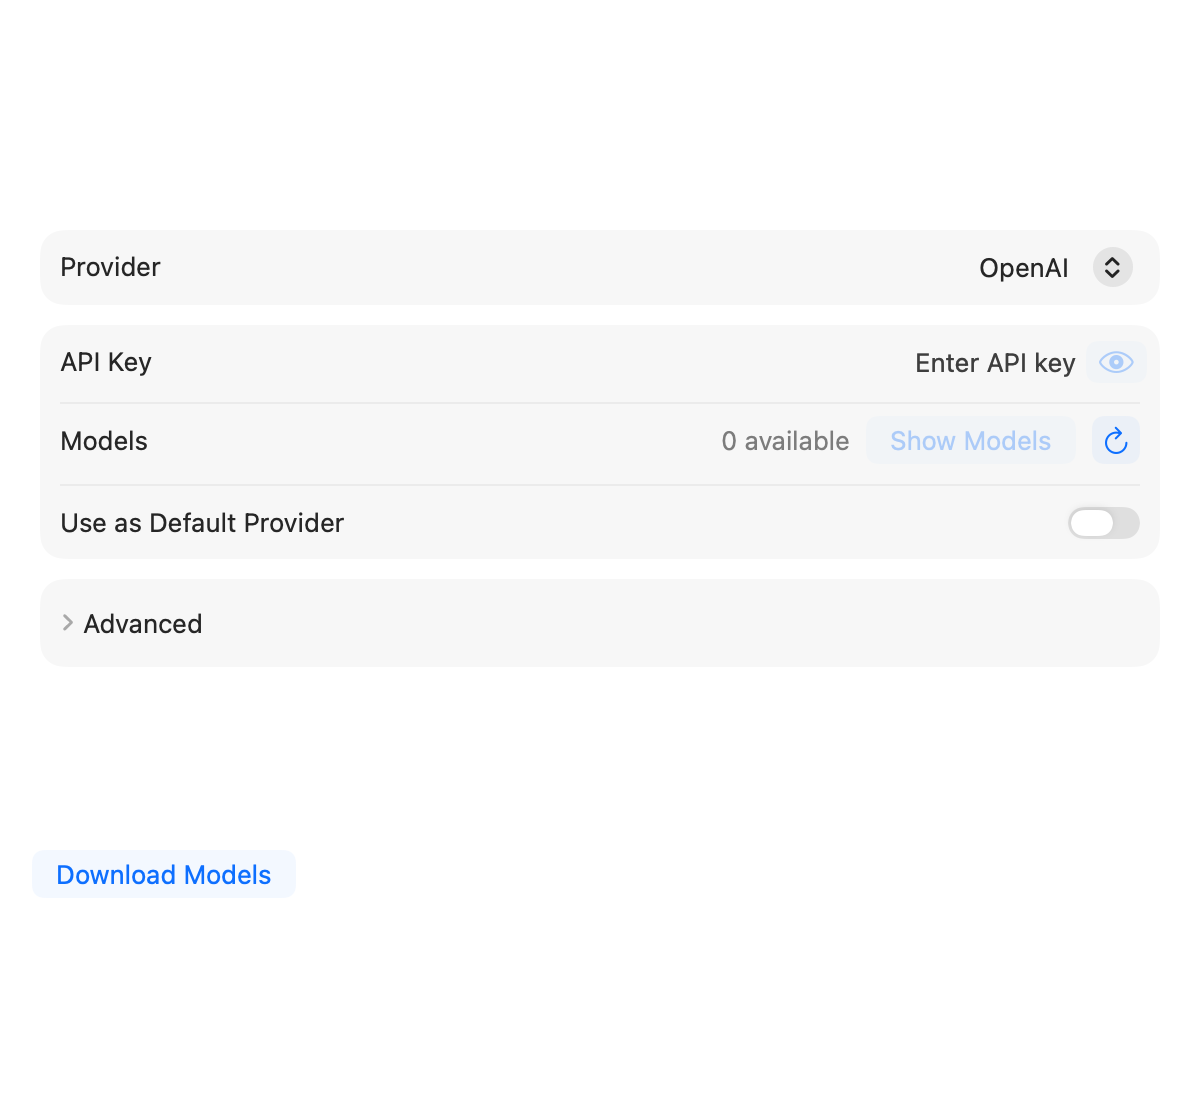 Provider OpenAI
API Key Enter API key
Models 0 available Show Models
Use as Default Provider
Advanced
Download Models